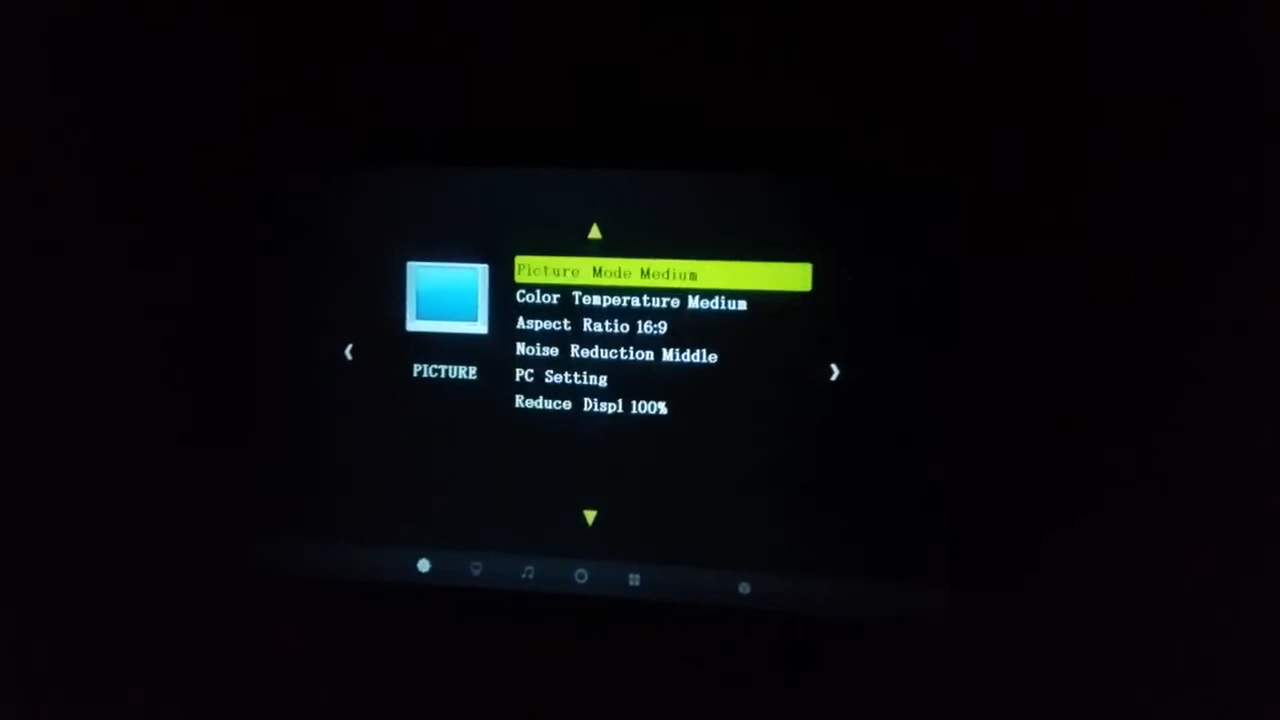 Picture Mode Medium
Color Temperature Medium
Aspect Ratio 16:9
Noise Reduction Middle
PICTURE
PC Setting
Reduce Displ 100%